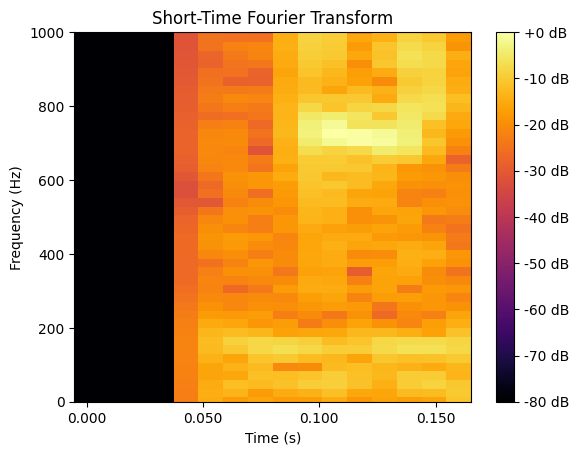 Short-Time Fourier Transform
Frequency (Hz)
1000
800
600
400
200
0
0.000
0.050
0.100
0.150
Time (s)
+0 dB
-10 dB
-20 dB
-30 dB
-40 dB
-50 dB
-60 dB
-70 dB
-80 dB